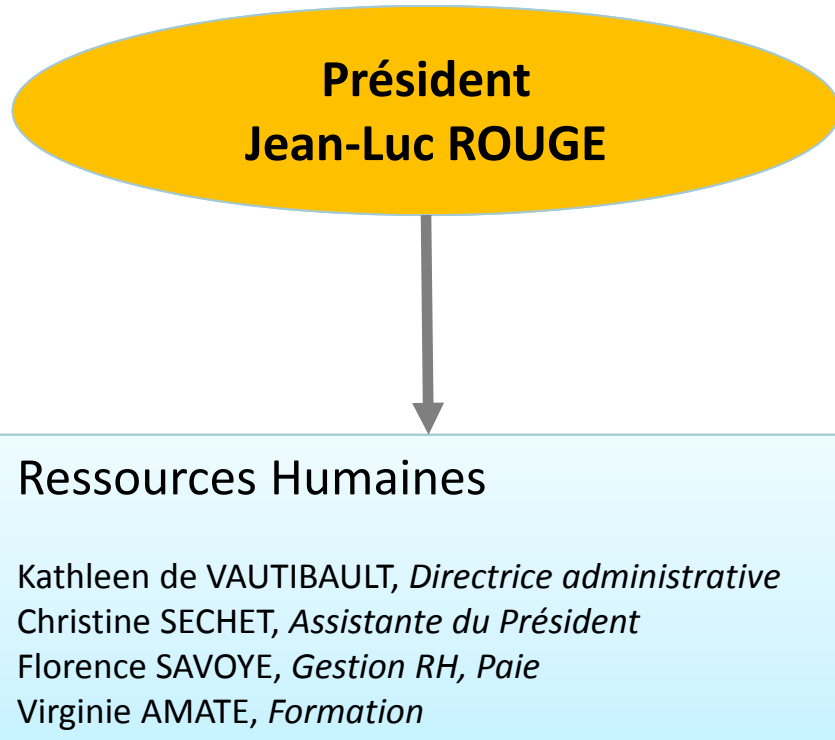 Président
Jean-Luc ROUGE
Ressources Humaines
Kathleen de VAUTIBAULT, Directrice administrative
Christine SECHET, Assistante du Président
Florence SAVOYE, Gestion RH, Paie
Virginie AMATE, Formation